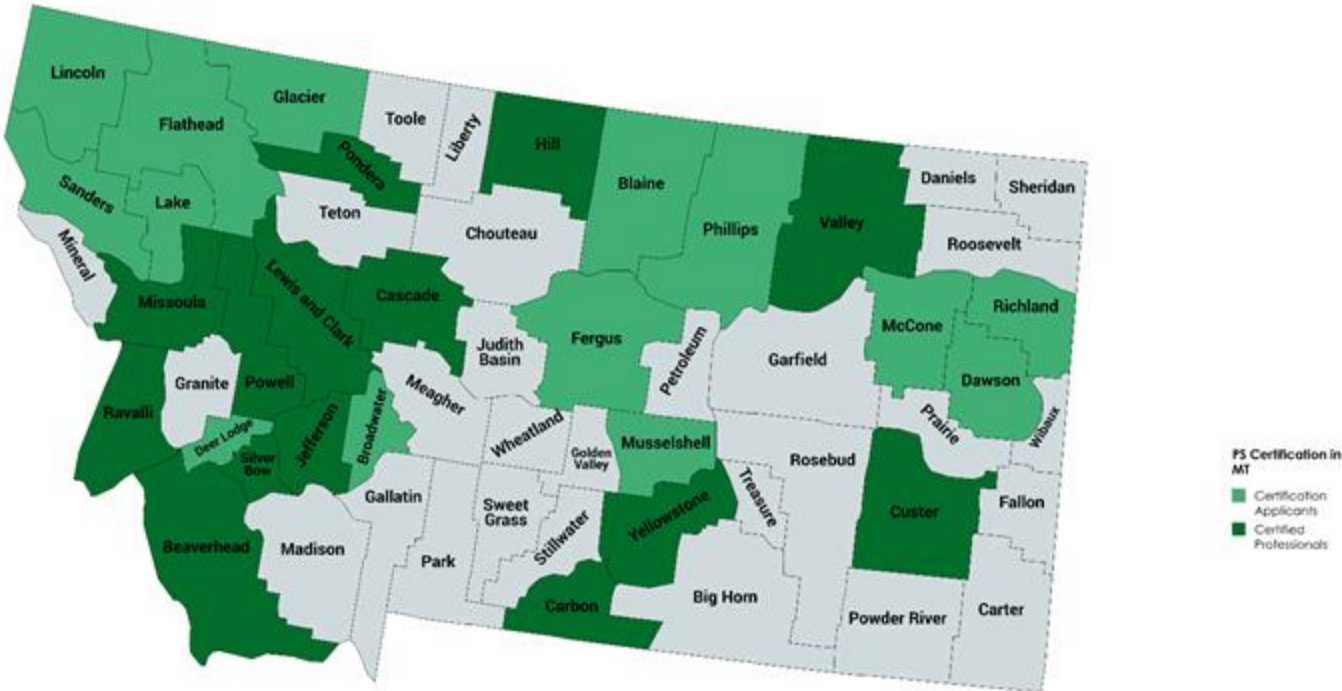 Lincoln
Flathead
Glacier
Toole
Liberty
Hill
Blaine
Phillips
Valley
Daniels
Sheridan
Roosevelt
Sanders
Lake
Pondera
Teton
Chouteau
Mineral
Missoula
Lewis and Clark
Cascade
Judith
Basin
Fergus
Petroleum
Garfield
McCone
Richland
Dawson
Prairie
Wibaux
Ravalli
Granite
Powell
Deer Lodge
Silver
Bow
Jefferson
Broadwater
Meagher
Wheatland
Golden
Valley
Musselshell
Rosebud
Treasure
Custer
Fallon
Beaverhead
Madison
Gallatin
Park
Sweet
Grass
Stillwater
Yellowstone
Carbon
Big Horn
Powder River
Carter
PS Certification in
MT
Certification
Applicants
Certified
Professionals